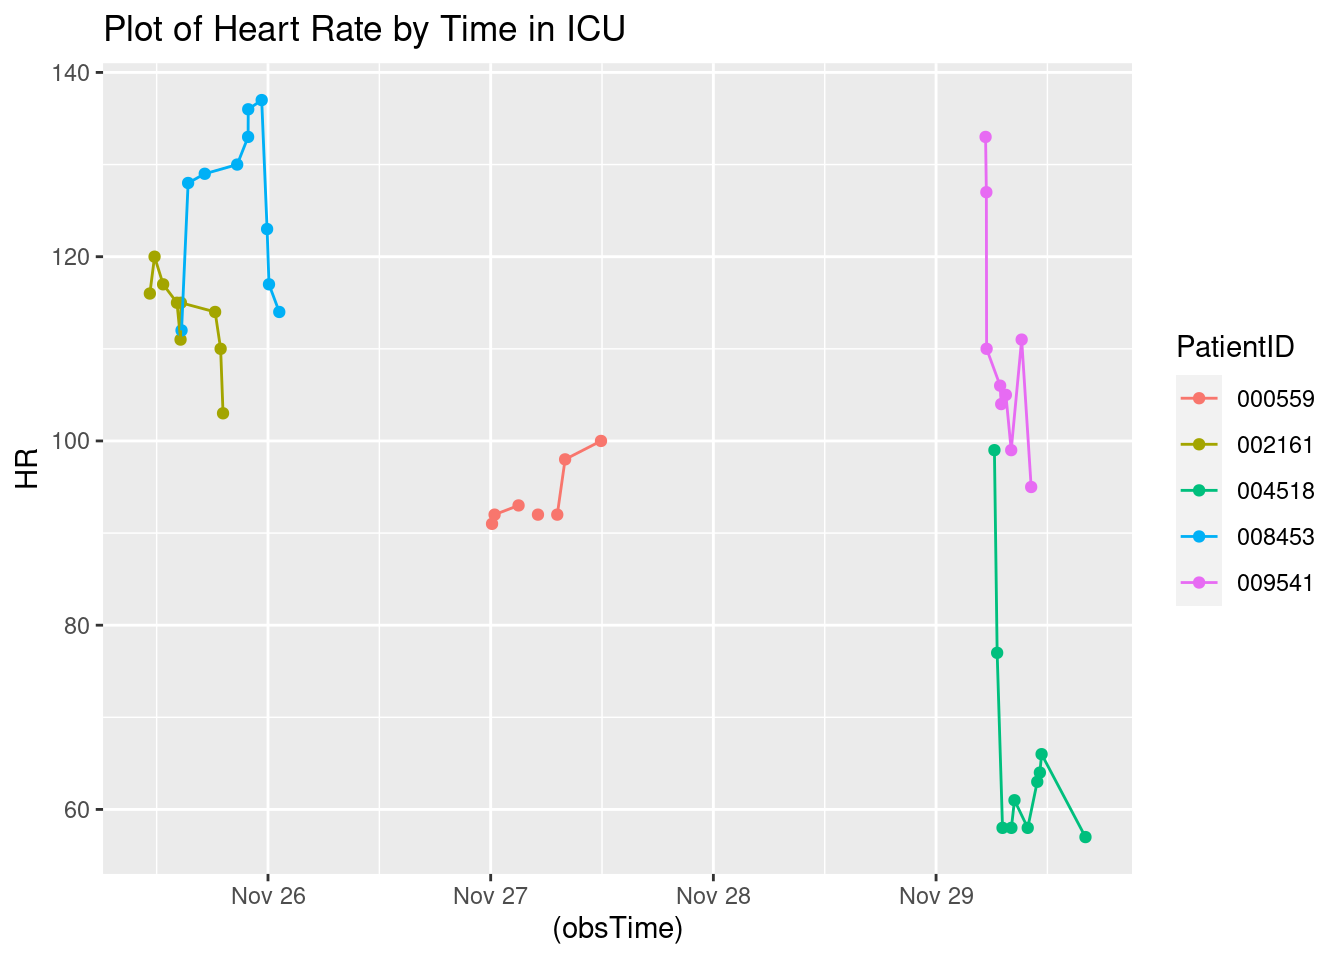 Plot of Heart Rate by Time in ICU
140
120
100
80
60
HR
Nov 26
Nov 27
Nov 28
Nov 29
(obsTime)
PatientID
000559
002161
004518
008453
009541